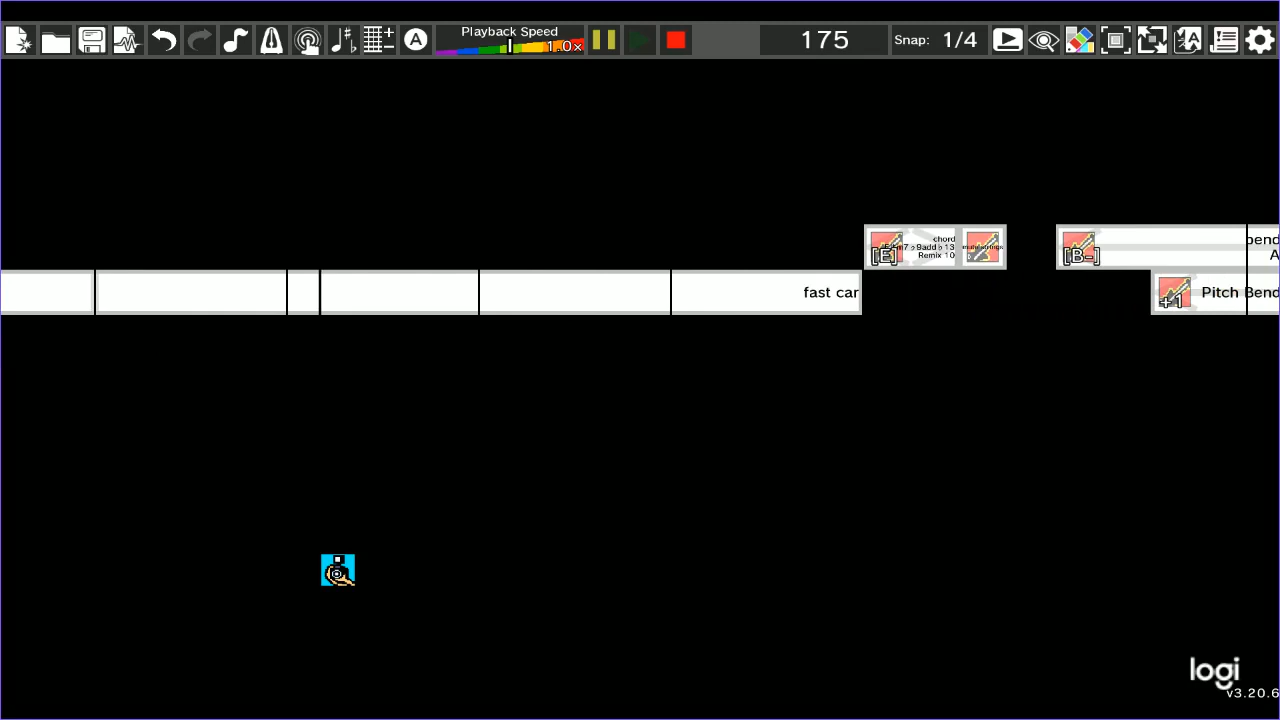 Playback Speed
1.0x
A
175
Snap: 1/4
A
chord
Remix 10
[E]
[B-]
bend
A
fast car
+1
Pitch Bend
logi
v3.20.6